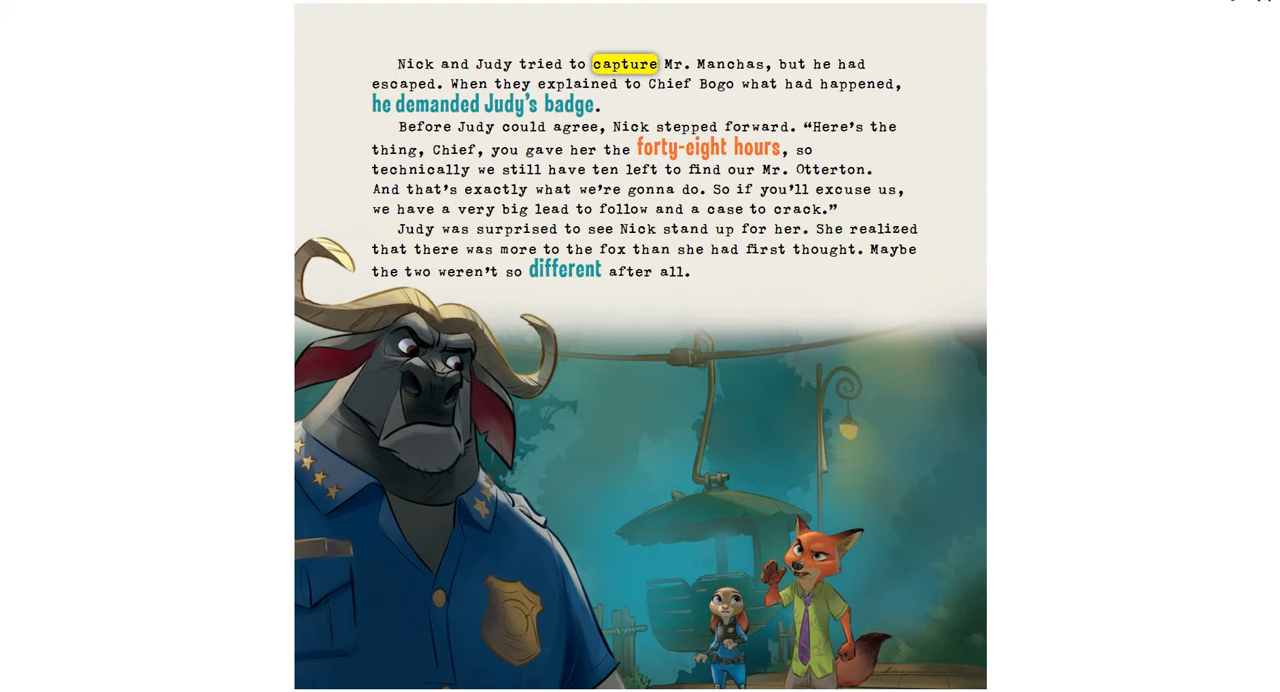 Nick and Judy tried to capture Mr. Manchas, but he had
escaped. When they explained to Chief Bogo what had happened,
he demanded Judy’s badge.
Before Judy could agree, Nick stepped forward. “Here’s the
thing, Chief, you gave her the forty-eight hours, so
technically we still have ten left to find our Mr. Otterton.
And that’s exactly what we’re gonna do. So if you’ll excuse us,
we have a very big lead to follow and a case to crack.”
Judy was surprised to see Nick stand up for her. She realized
that there was more to the fox than she had first thought. Maybe
the two weren’t so different after all.